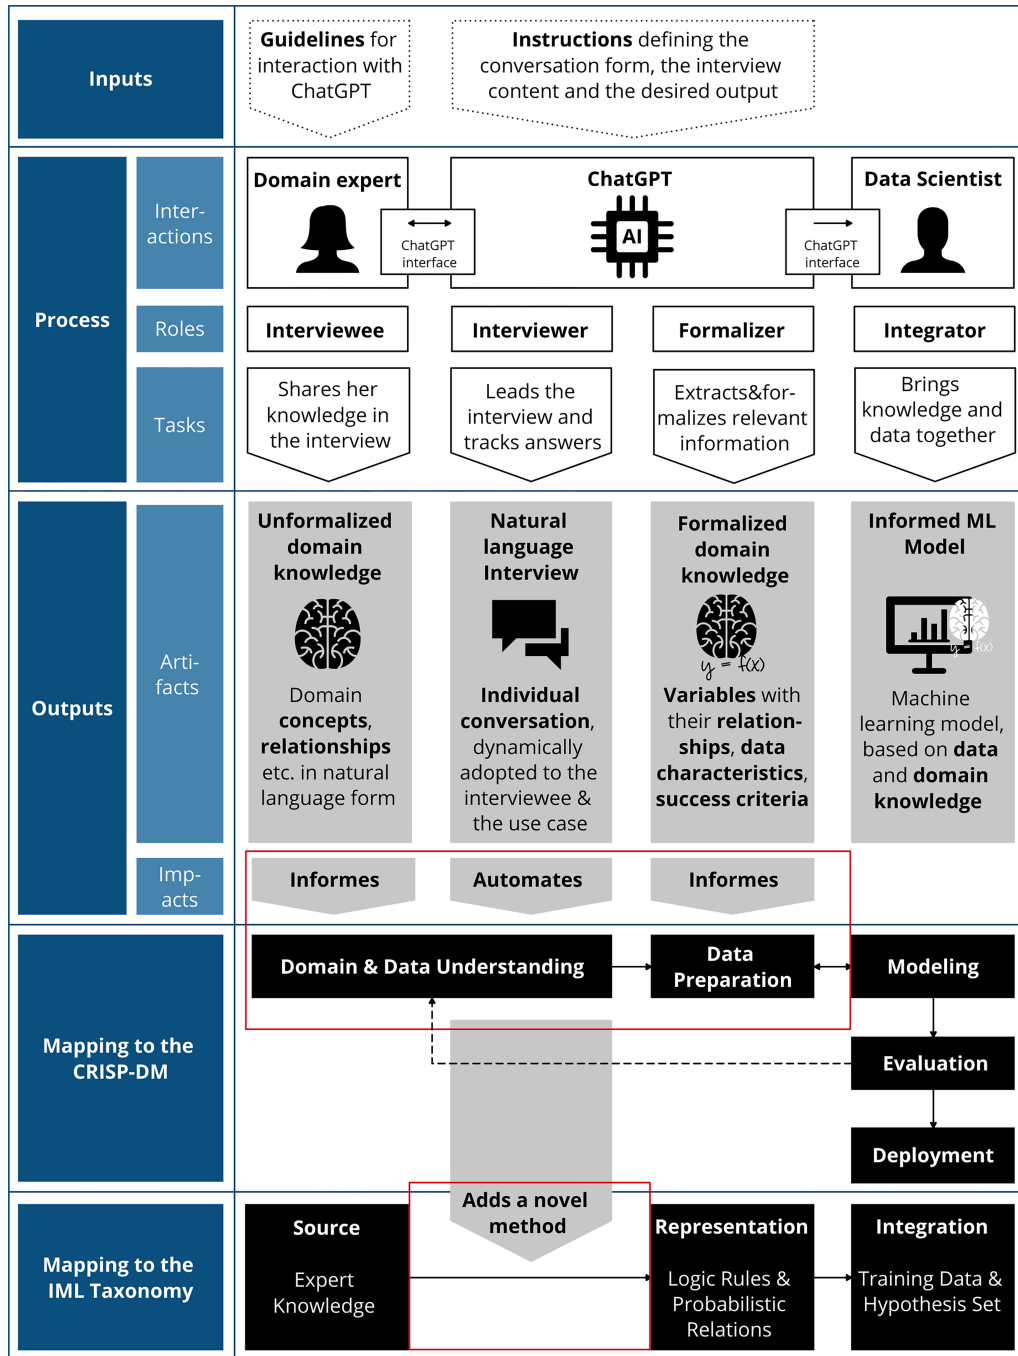 Inputs
Guidelines for
interaction with
ChatGPT
Instructions defining the
conversation form, the interview
content and the desired output
Process
Inter-
actions
Domain expert
ChatGPT
interface
ChatGPT
AI
ChatGPT
interface
Data Scientist
Roles
Interviewee
Interviewer
Formalizer
Integrator
Tasks
Shares her
knowledge in
the interview
Leads the
interview and
tracks answers
Extracts&for-
malizes relevant
information
Brings
knowledge and
data together
Outputs
Arti-
facts
Unformalized
domain
knowledge
Domain
concepts,
relationships
etc. in natural
language form
Natural
language
Interview
Individual
conversation,
dynamically
adopted to the
interviewee &
the use case
Formalized
domain
knowledge
y = f(x)
Variables with
their relation-
ships, data
characteristics,
success criteria
Informed ML
Model
y = f(x)
Machine
learning model,
based on data
and domain
knowledge
Imp-
acts
Informes
Automates
Informes
Mapping to the
CRISP-DM
Domain & Data Understanding
Data
Preparation
Modeling
Evaluation
Deployment
Mapping to the
IML Taxonomy
Source
Expert
Knowledge
Adds a novel
method
Representation
Logic Rules &
Probabilistic
Relations
Integration
Training Data &
Hypothesis Set